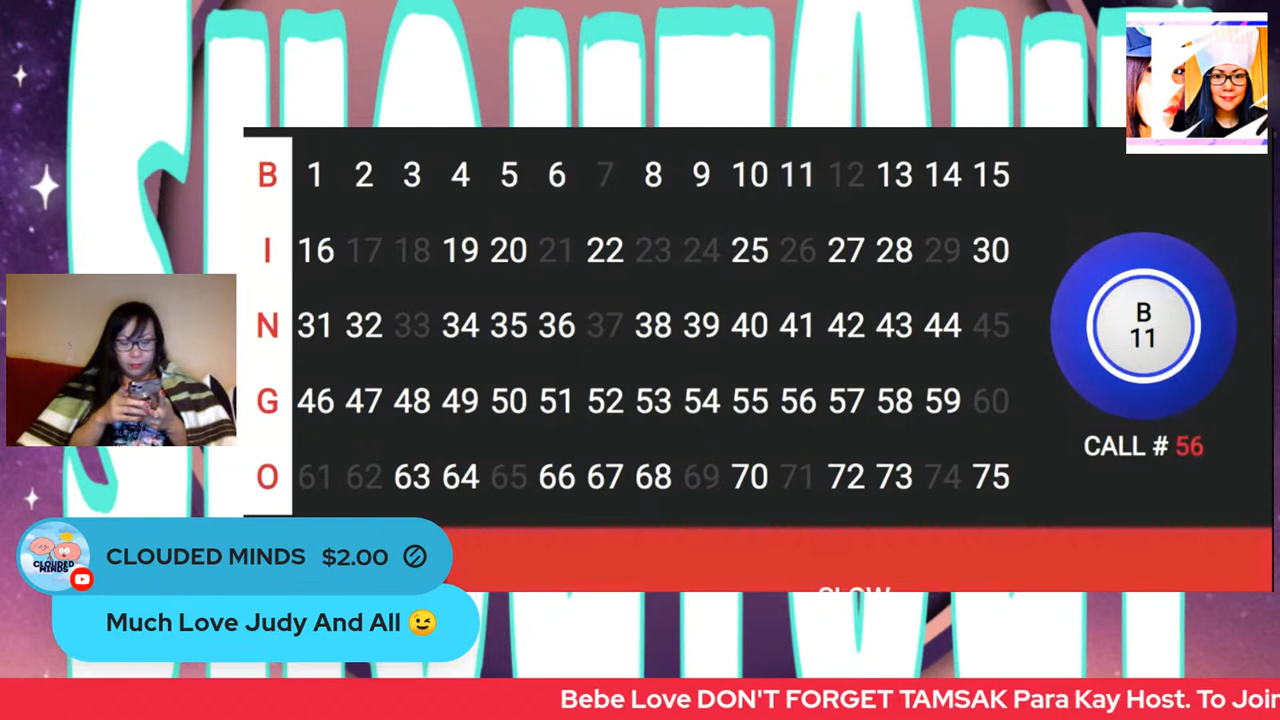 B 1 2 3 4 5 6 7 8 9 10 11 12 13 14 15
I 16 17 18 19 20 21 22 23 24 25 26 27 28 29 30
N 31 32 33 34 35 36 37 38 39 40 41 42 43 44 45
G 46 47 48 49 50 51 52 53 54 55 56 57 58 59 60
O 61 62 63 64 65 66 67 68 69 70 71 72 73 74 75
B
11
CALL # 56
CLOUDED MINDS $2.00
CLOUDED
MINDS
Much Love Judy And All 😉
Bebe Love DON'T FORGET TAMSAK Para Kay Host. To Join